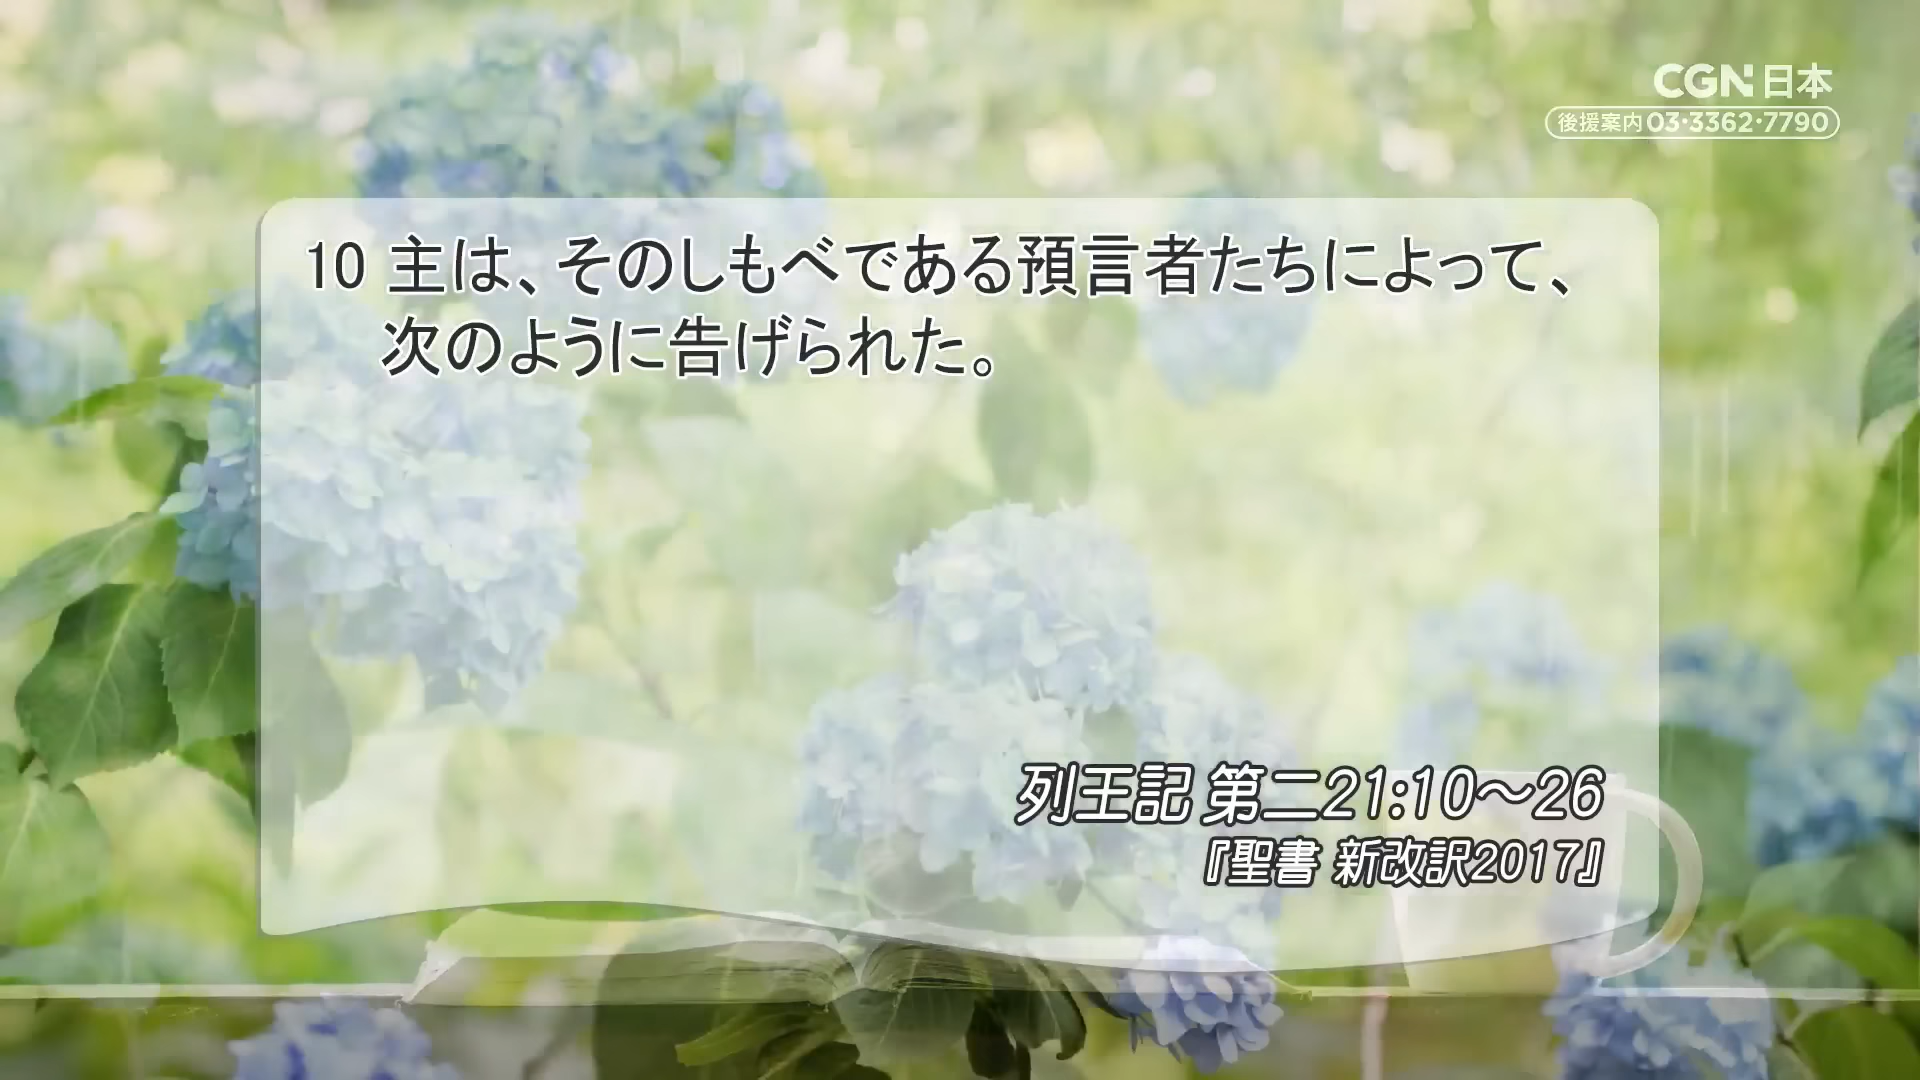 CGN 日本
後援案内 03・3362・7790
10 主は、そのしもべである預言者たちによって、
次のように告げられた。
列王記 第二21:10～26
『聖書 新改訳2017』